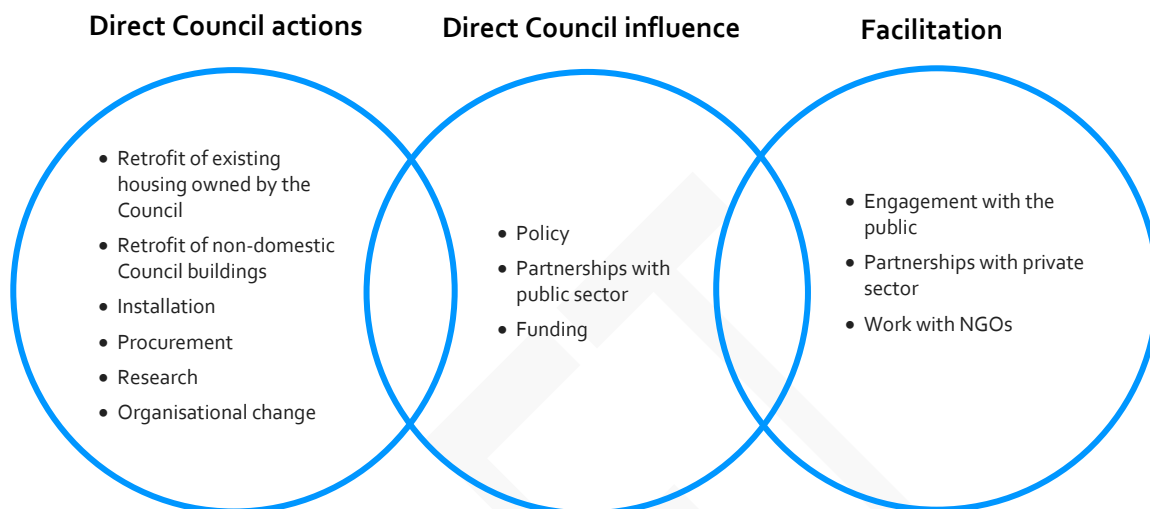 Direct Council actions
Direct Council influence
Facilitation
• Retrofit of existing
housing owned by the
Council
• Retrofit of non-domestic
Council buildings
• Installation
• Procurement
• Research
• Organisational change
• Policy
• Partnerships with
public sector
• Funding
• Engagement with the
public
• Partnerships with private
sector
• Work with NGOs